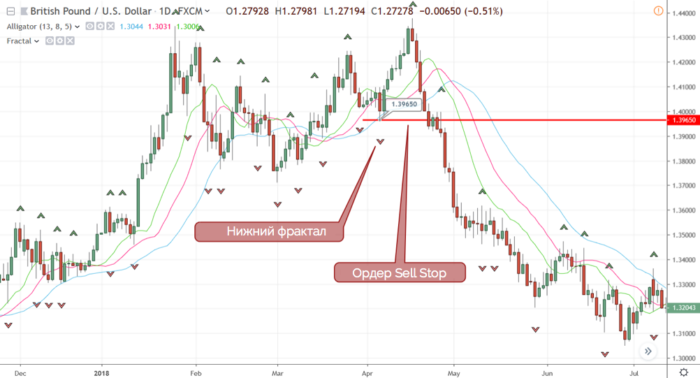 British Pound / U.S. Dollar · 1D · FXCM O1.27928 H1.27981 L1.27194 C1.27278 −0.00650 (−0.51%)
Alligator (13, 8, 5) 1.3044 1.3031 1.3006
Fractal
1.44000
1.43000
1.42000
1.41000
1.40000
1.39650
1.39650
1.39000
1.38000
1.37000
1.36000
Нижний фрактал
1.35000
Ордер Sell Stop
1.34000
1.33000
1.32043
1.31000
1.30000
Dec 2018 Feb Mar Apr May Jun Jul